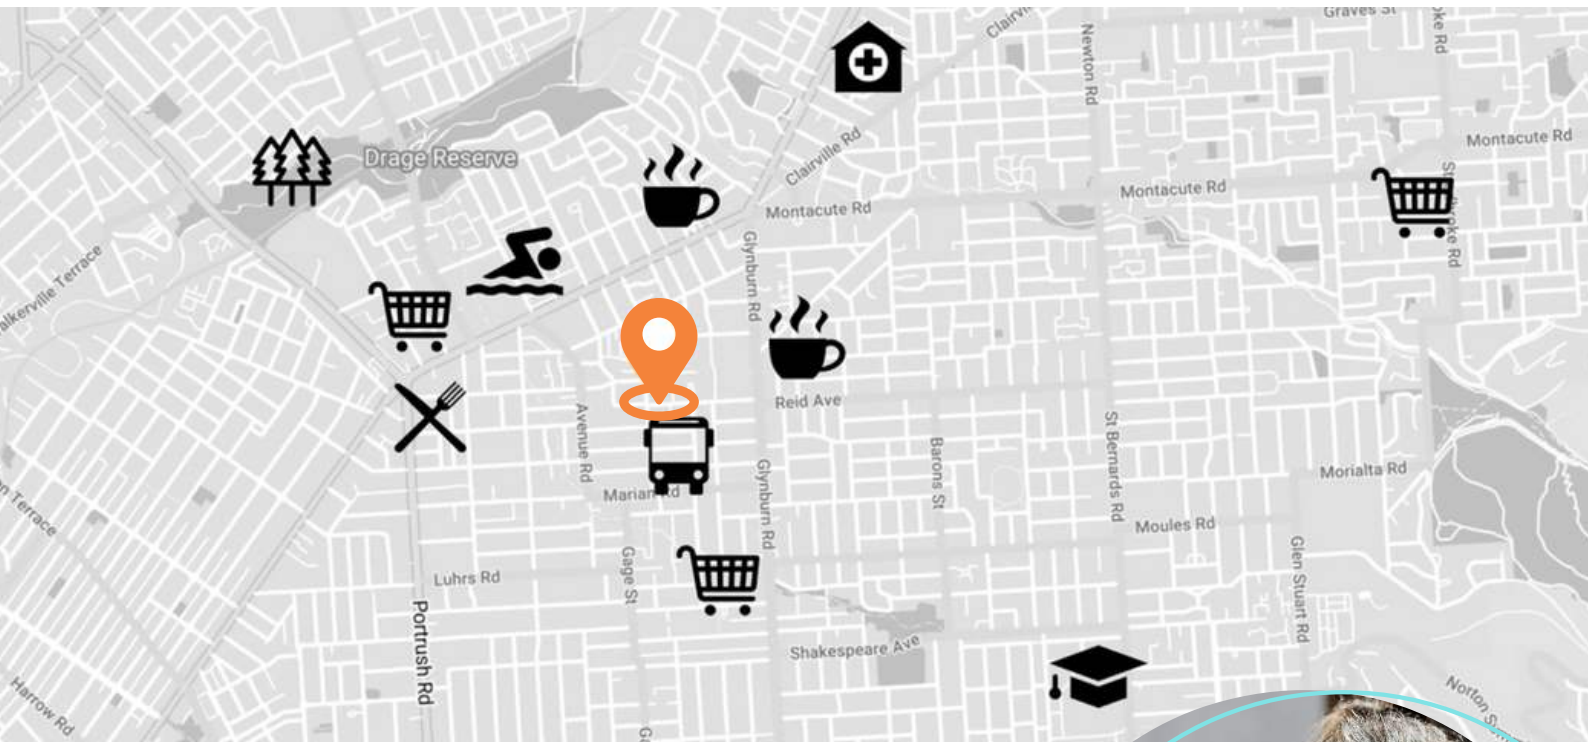 Graves St
Newton Rd
Clairville Rd
Montacute Rd
Drage Reserve
Montacute Rd
Montacute Rd
Glynburn Rd
Reid Ave
Avenue Rd
Barons St
St Bernards Rd
Morialta Rd
Glynburn Rd
Marian Rd
Moules Rd
Luhrs Rd
Gage St
Glen Stuart Rd
Portrush Rd
Shakespeare Ave
Harrow Rd